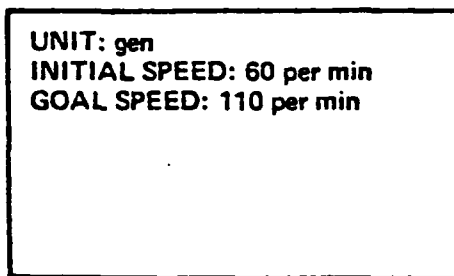 UNIT: gen
INITIAL SPEED: 60 per min
GOAL SPEED: 110 per min